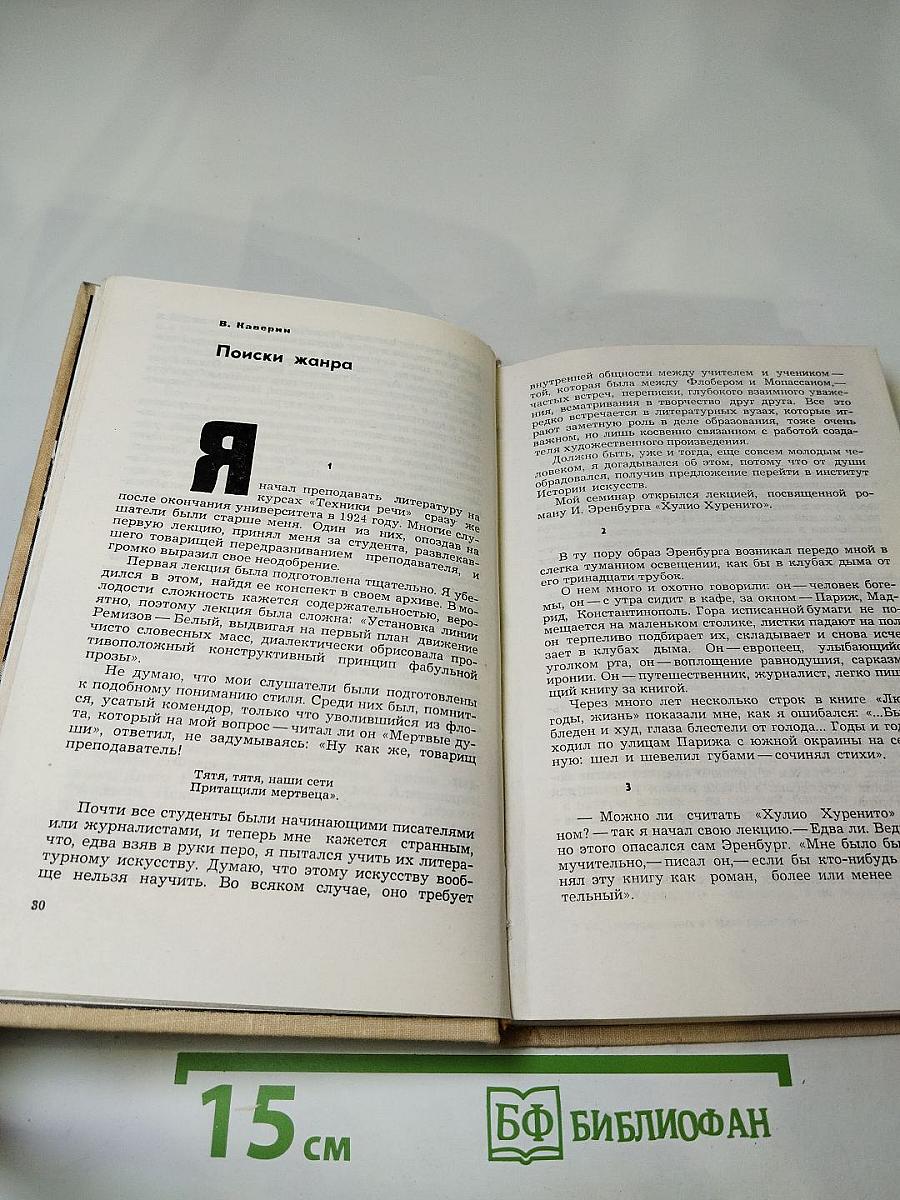 В. Каверин
Поиски жанра
1
Я
начал преподавать литературу на
курсах «Техники речи» сразу же
после окончания университета в 1924 году. Многие слу-
шатели были старше меня. Один из них, опоздав на
первую лекцию, принял меня за студента, развлекав-
шего товарищей передразниванием преподавателя, и
громко выразил свое неодобрение.
Первая лекция была подготовлена тщательно. Я убе-
дился в этом, найдя ее конспект в своем архиве. В мо-
лодости сложность кажется содержательностью, веро-
ятно, поэтому лекция была сложна: «Установка линии
Ремизов — Белый, выдвигая на первый план движение
чисто словесных масс, диалектически обрисовала про-
тивоположный конструктивный принцип фабульной
прозы».
Не думаю, что мои слушатели были подготовлены
к подобному пониманию стиля. Среди них был, помнит-
ся, усатый комендор, только что уволившийся из фло-
та, который на мой вопрос — читал ли он «Мертвые ду-
ши», ответил, не задумываясь: «Ну как же, товарищ
преподаватель!
Тятя, тятя, наши сети
Притащили мертвеца».
Почти все студенты были начинающими писателями
или журналистами, и теперь мне кажется странным,
что, едва взяв в руки перо, я пытался учить их литера-
турному искусству. Думаю, что этому искусству вооб-
ще нельзя научить. Во всяком случае, оно требует
30
внутренней общности между учителем и учеником —
той, которая была между Флобером и Мопассаном,—
частых встреч, переписки, глубокого взаимного уваже-
ния, всматривания в творчество друг друга. Все это
редко встречается в литературных вузах, которые иг-
рают заметную роль в деле образования, тоже очень
важном, но лишь косвенно связанном с работой созда-
теля художественного произведения.
Должно быть, уже и тогда, еще совсем молодым че-
ловеком, я догадывался об этом, потому что от души
обрадовался, получив предложение перейти в институт
Истории искусств.
Мой семинар открылся лекцией, посвященной ро-
ману И. Эренбурга «Хулио Хуренито».
2
В ту пору образ Эренбурга возникал передо мной в
слегка туманном освещении, как бы в клубах дыма от
его тринадцати трубок.
О нем много и охотно говорили: он — человек боге-
мы, он — с утра сидит в кафе, за окном — Париж, Мад-
рид, Константинополь. Гора исписанной бумаги не по-
мещается на маленьком столике, листки падают на пол
он терпеливо подбирает их, складывает и снова исче
зает в клубах дыма. Он — европеец, улыбающийс
уголком рта, он — воплощение равнодушия, сарказм
иронии. Он — путешественник, журналист, легко пиш
щий книгу за книгой.
Через много лет несколько строк в книге «Лю
годы, жизнь» показали мне, как я ошибался: «...Бы
бледен и худ, глаза блестели от голода... Годы и год
ходил по улицам Парижа с южной окраины на се
ную: шел и шевелил губами — сочинял стихи».
3
— Можно ли считать «Хулио Хуренито»
ном? — так я начал свою лекцию.— Едва ли. Ведь
но этого опасался сам Эренбург. «Мне было бы
мучительно,— писал он,— если бы кто-нибудь
нял эту книгу как роман, более или менее
тельный».
15 см
БФ БИБЛИОФАН